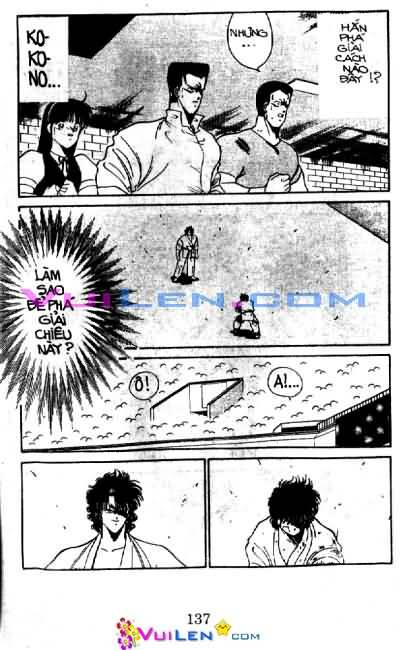 HẮN
PHÁ
GIẢI
CÁCH
NÀO
ĐÂY!?
NHƯNG
...
KO-
KO-
NO...
LÀM
SAO
ĐỂ PHÁ
GIẢI
CHIÊU
NÀY?
VUILEN.COM
Ồ!
A!...
137
VUILEN.COM